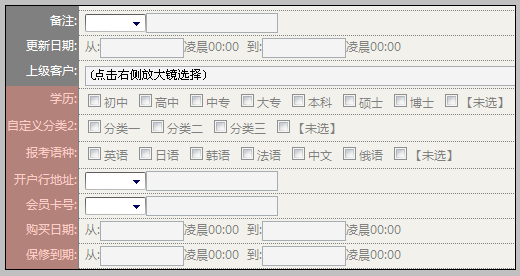 备注:
更新日期: 从: 凌晨00:00 到: 凌晨00:00
上级客户: (点击右侧放大镜选择)
学历: 初中 高中 中专 大专 本科 硕士 博士 【未选】
自定义分类2: 分类一 分类二 分类三 【未选】
报考语种: 英语 日语 韩语 法语 中文 俄语 【未选】
开户行地址:
会员卡号:
购买日期: 从: 凌晨00:00 到: 凌晨00:00
保修到期: 从: 凌晨00:00 到: 凌晨00:00